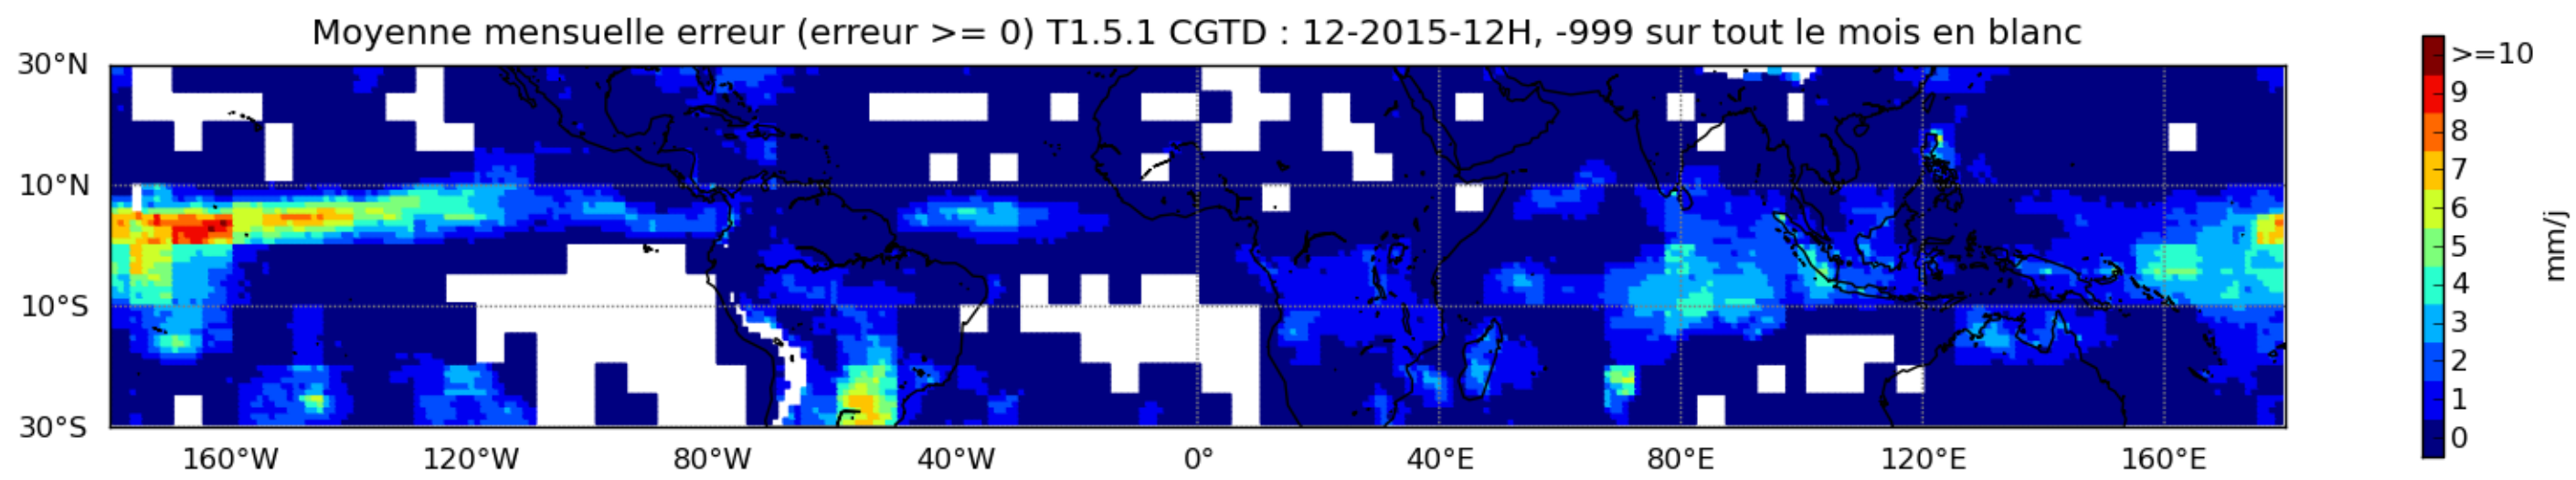 Moyenne mensuelle erreur (erreur >= 0) T1.5.1 CGTD : 12-2015-12H, -999 sur tout le mois en blanc
30°N
10°N
10°S
30°S
160°W 120°W 80°W 40°W 0° 40°E 80°E 120°E 160°E
>=10
9
8
7
6
5
4
3
2
1
0
mm/j